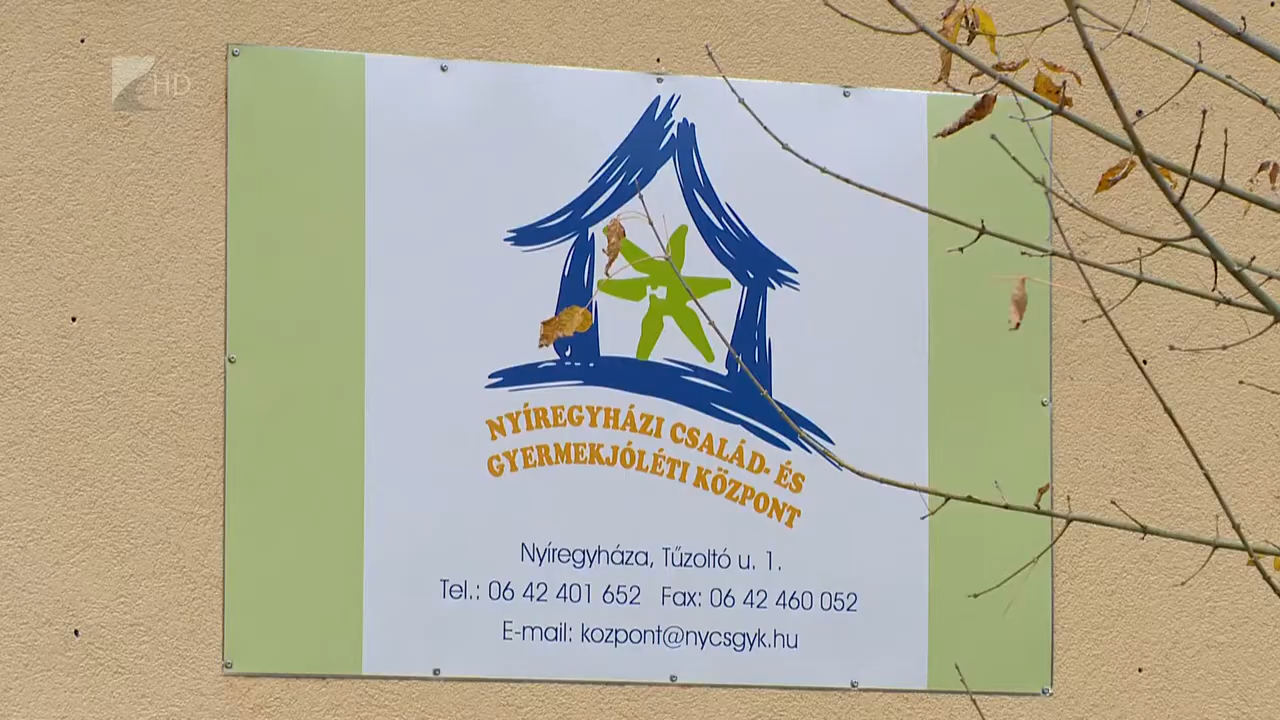 HD
NYÍREGYHÁZI CSALÁD- ÉS
GYERMEKJÓLÉTI KÖZPONT
Nyíregyháza, Tűzoltó u. 1.
Tel.: 06 42 401 652 Fax: 06 42 460 052
E-mail: kozpont@nycsgyk.hu